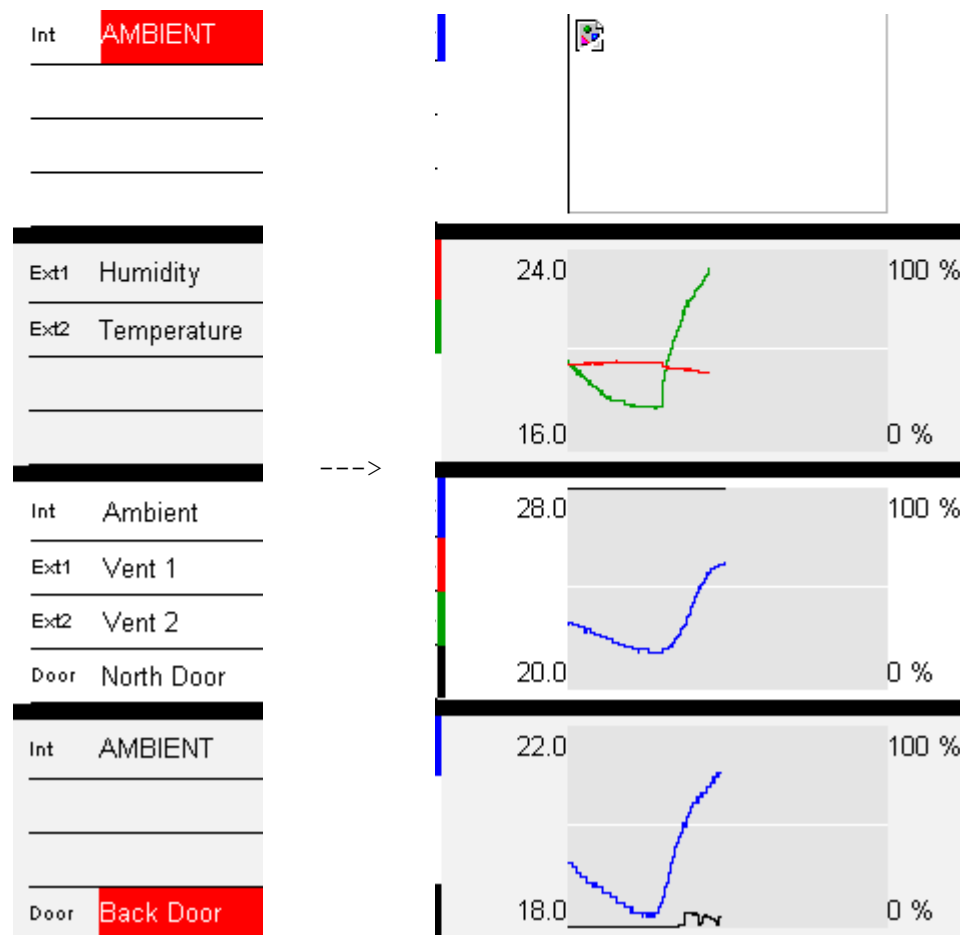 Int AMBIENT
Ext1 Humidity 24.0 100 %
Ext2 Temperature
16.0 0 %
--->
Int Ambient 28.0 100 %
Ext1 Vent 1
Ext2 Vent 2
Door North Door 20.0 0 %
Int AMBIENT 22.0 100 %
Door Back Door 18.0 0 %